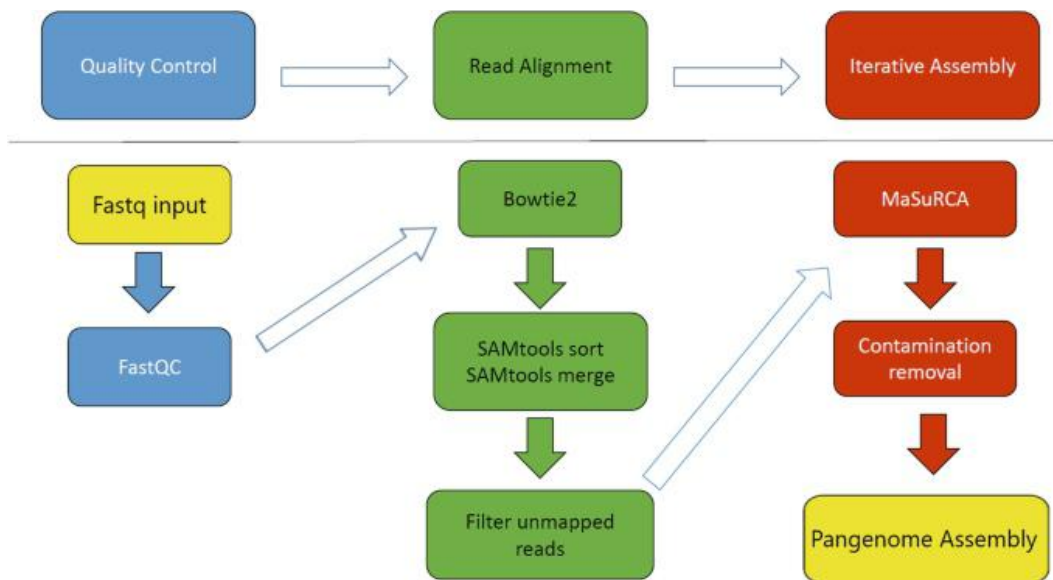 Quality Control
Read Alignment
Iterative Assembly
Fastq input
FastQC
Bowtie2
SAMtools sort
SAMtools merge
Filter unmapped
reads
MaSuRCA
Contamination
removal
Pangenome Assembly